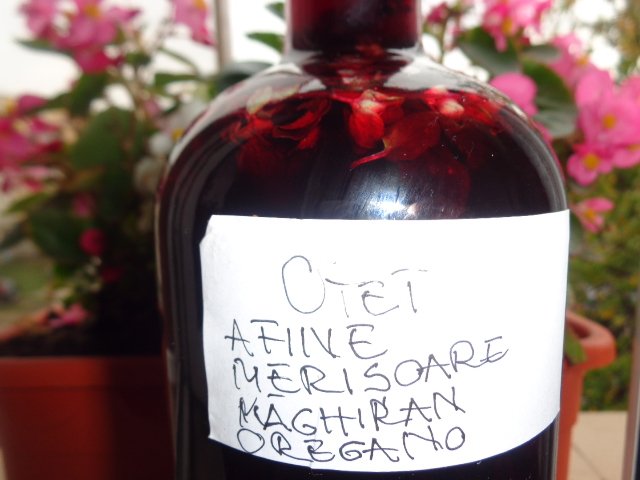 OTET
AFINE
MERISOARE
MAGHIRAN
OREGANO